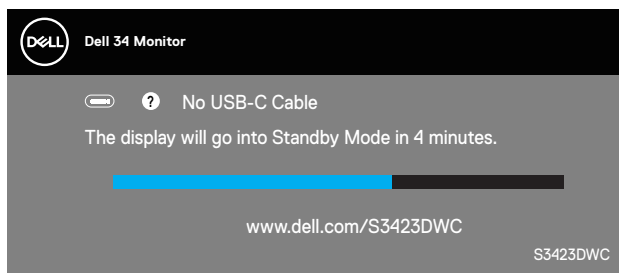 DELL
Dell 34 Monitor
? No USB-C Cable
The display will go into Standby Mode in 4 minutes.
www.dell.com/S3423DWC
S3423DWC